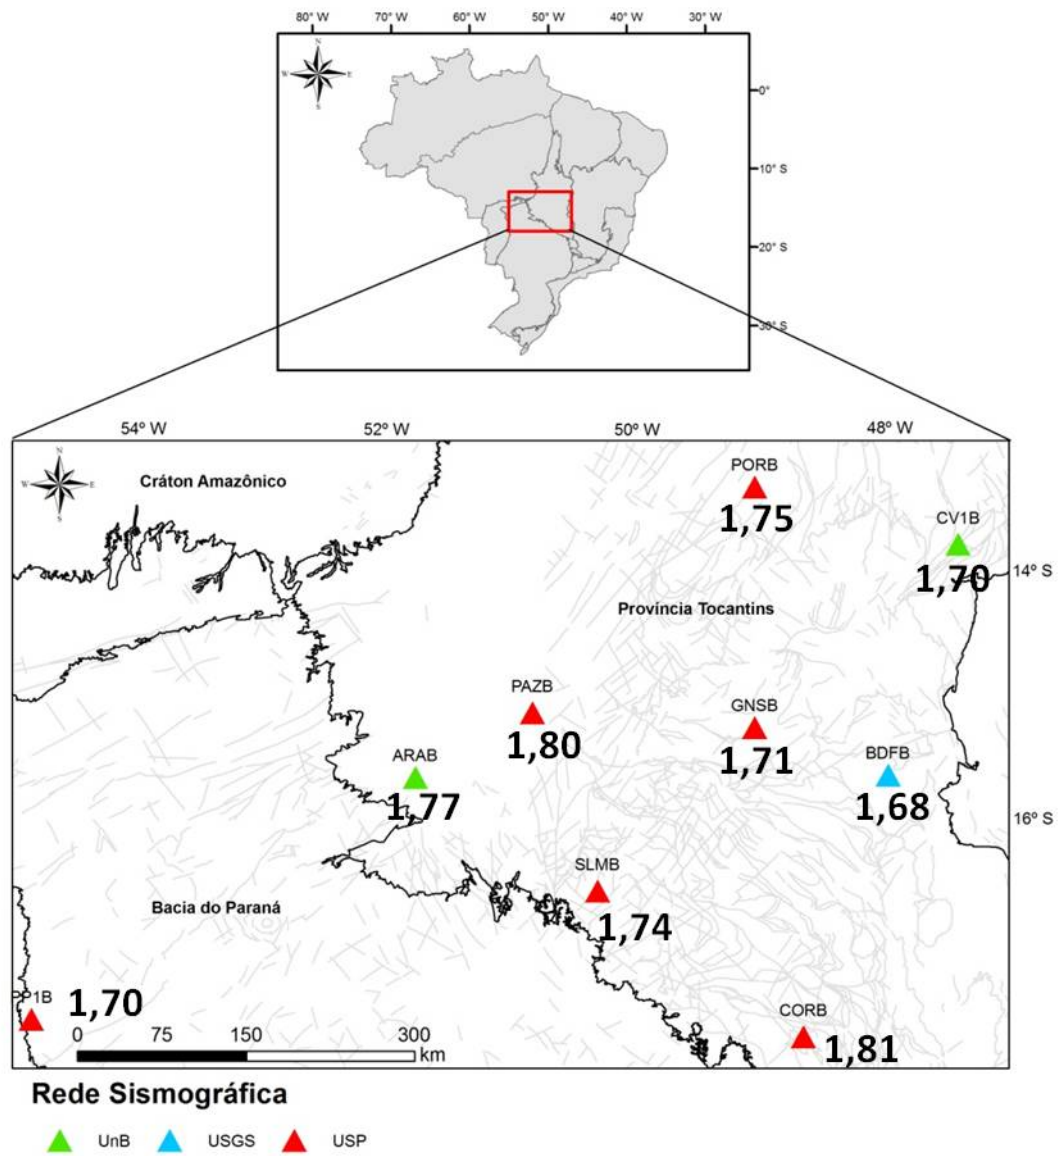 80° W 70° W 60° W 50° W 40° W 30° W
N
W E
S
0°
10° S
20° S
30° S
54° W 52° W 50° W 48° W
N
W E
S
Cráton Amazônico
PORB
1,75
CV1B
1,70
14° S
Província Tocantins
PAZB
1,80
GNSB
1,71
ARAB
1,77
BDFB
1,68
16° S
SLMB
1,74
Bacia do Paraná
PP1B
1,70
CORB
1,81
0 75 150 300
km
Rede Sismográfica
UnB USGS USP